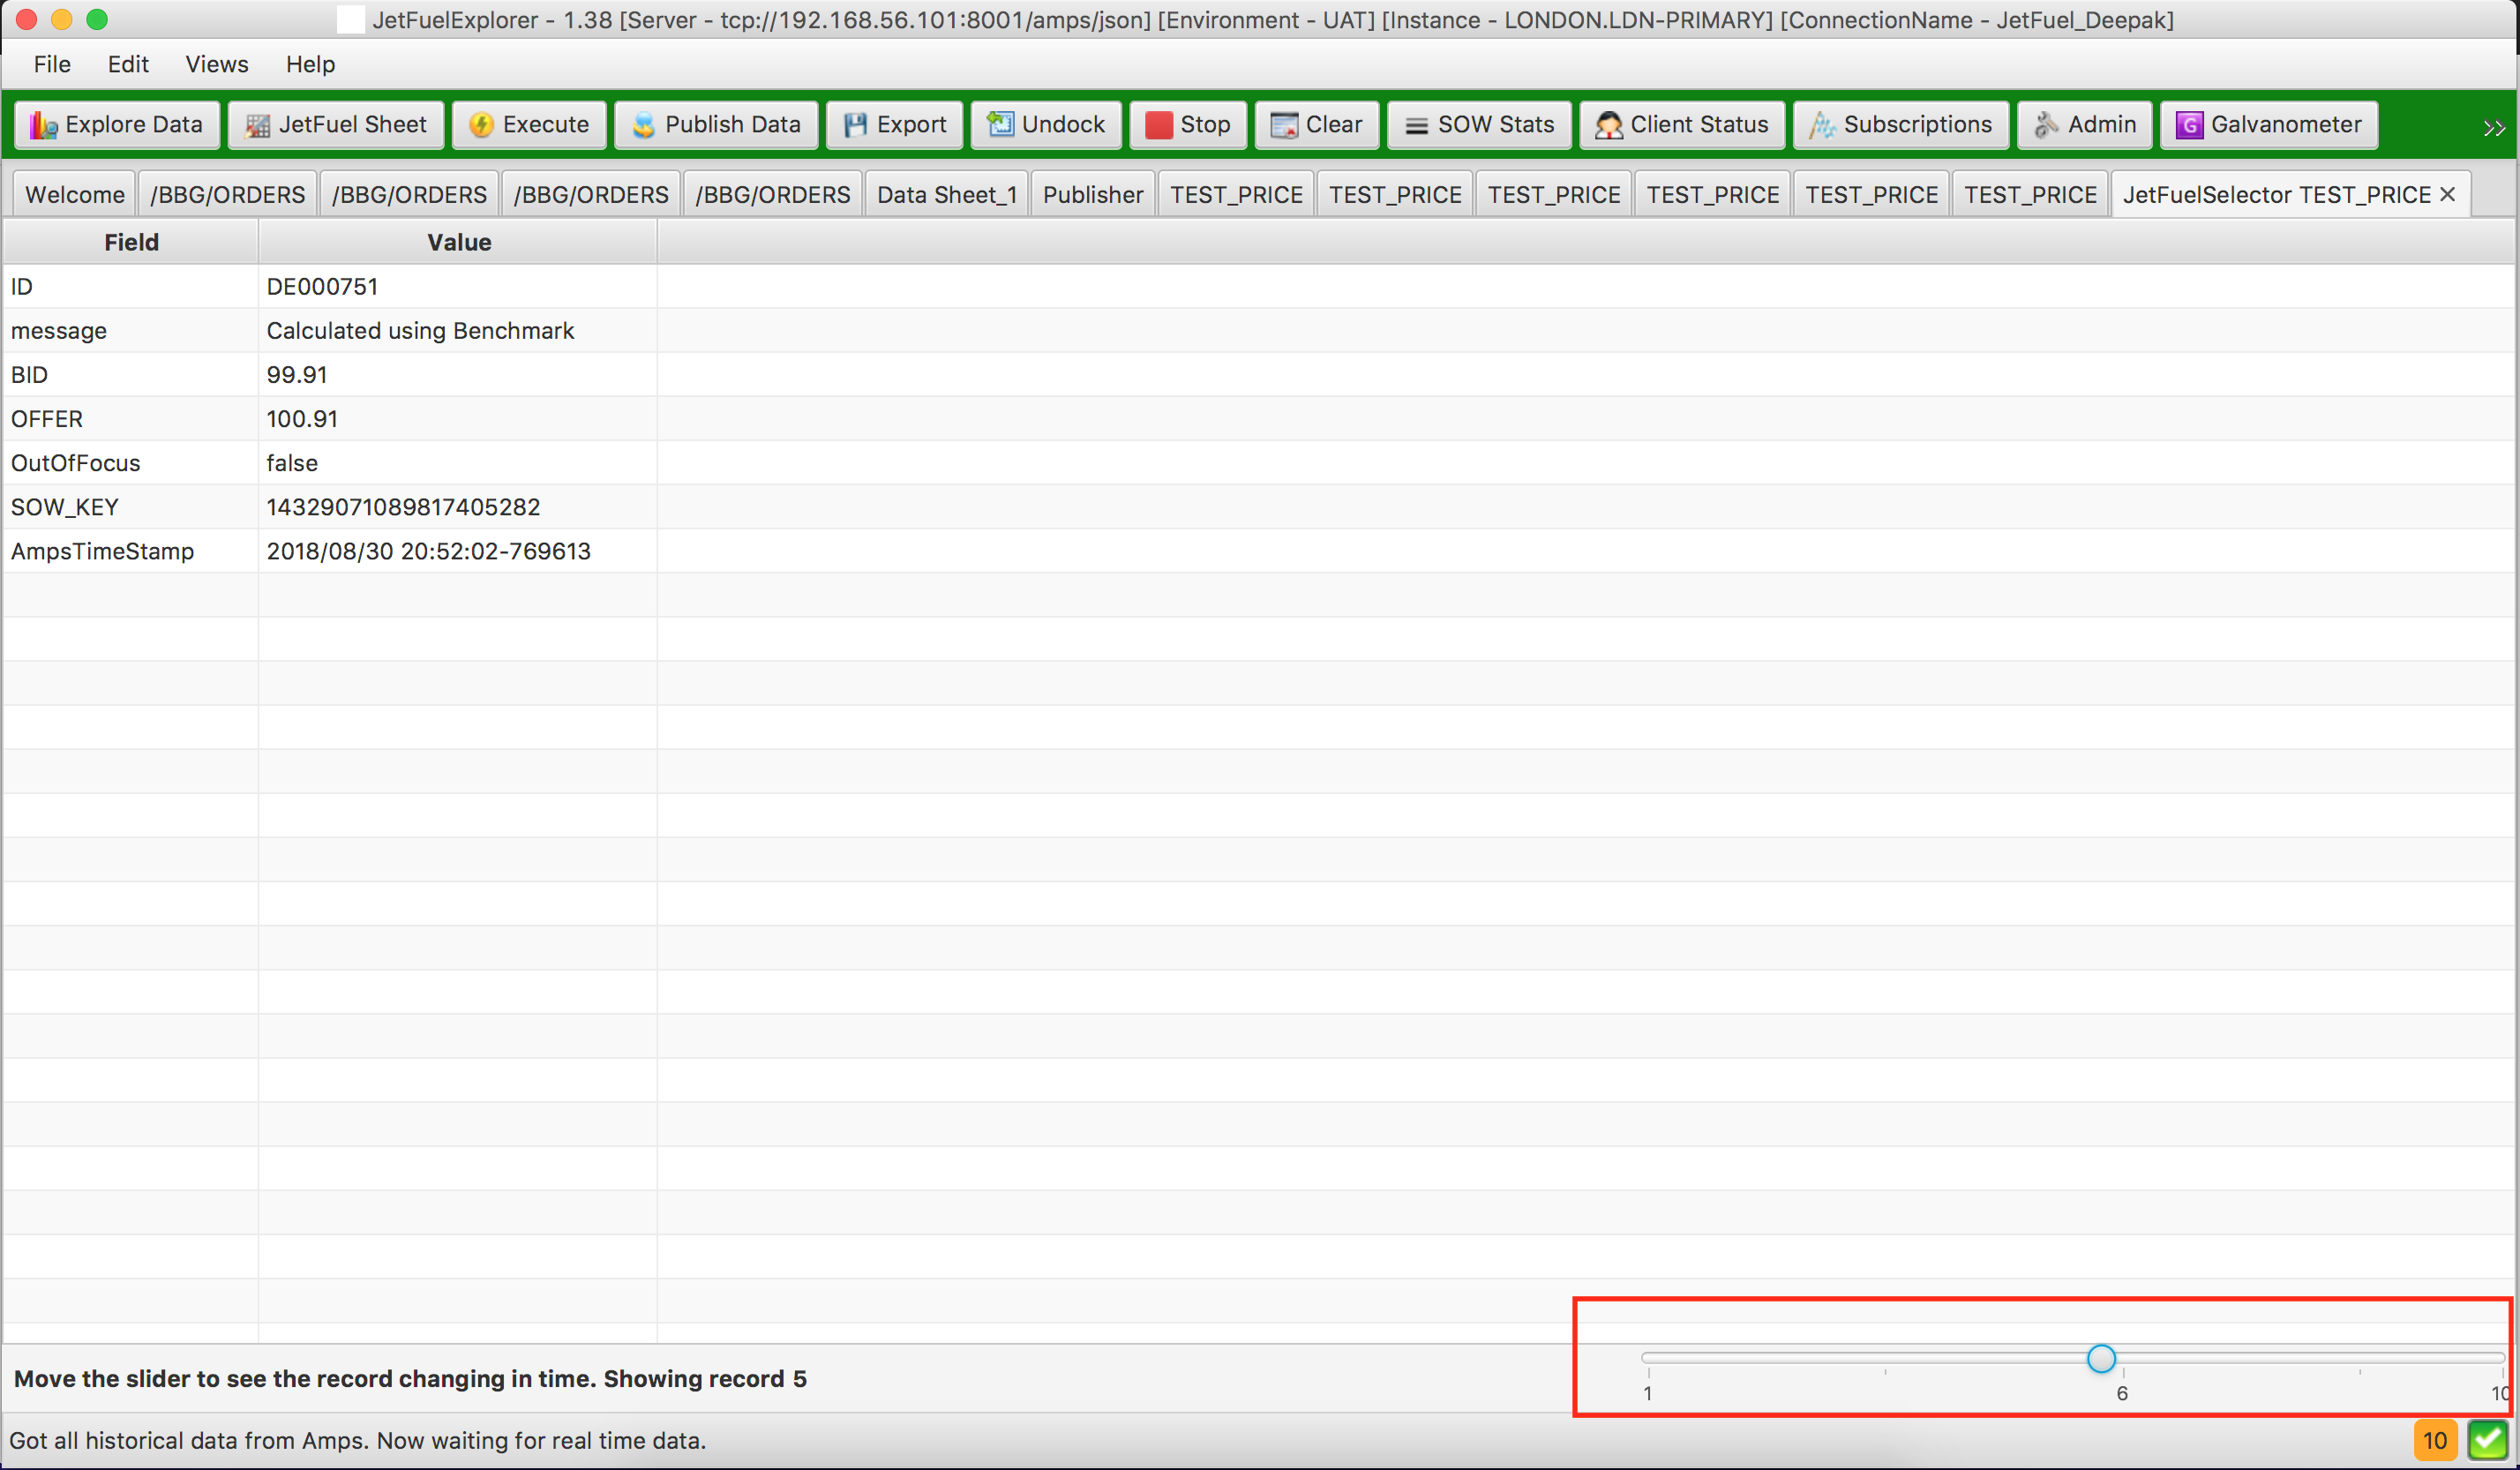 JetFuelExplorer - 1.38 [Server - tcp://192.168.56.101:8001/amps/json] [Environment - UAT] [Instance - LONDON.LDN-PRIMARY] [ConnectionName - JetFuel_Deepak]
File Edit Views Help
Explore Data JetFuel Sheet Execute Publish Data Export Undock Stop Clear SOW Stats Client Status Subscriptions Admin G Galvanometer
Welcome /BBG/ORDERS /BBG/ORDERS /BBG/ORDERS /BBG/ORDERS Data Sheet_1 Publisher TEST_PRICE TEST_PRICE TEST_PRICE TEST_PRICE TEST_PRICE TEST_PRICE JetFuelSelector TEST_PRICE
Field Value
ID DE000751
message Calculated using Benchmark
BID 99.91
OFFER 100.91
OutOfFocus false
SOW_KEY 14329071089817405282
AmpsTimeStamp 2018/08/30 20:52:02-769613
Move the slider to see the record changing in time. Showing record 5
1 6 10
Got all historical data from Amps. Now waiting for real time data.
10